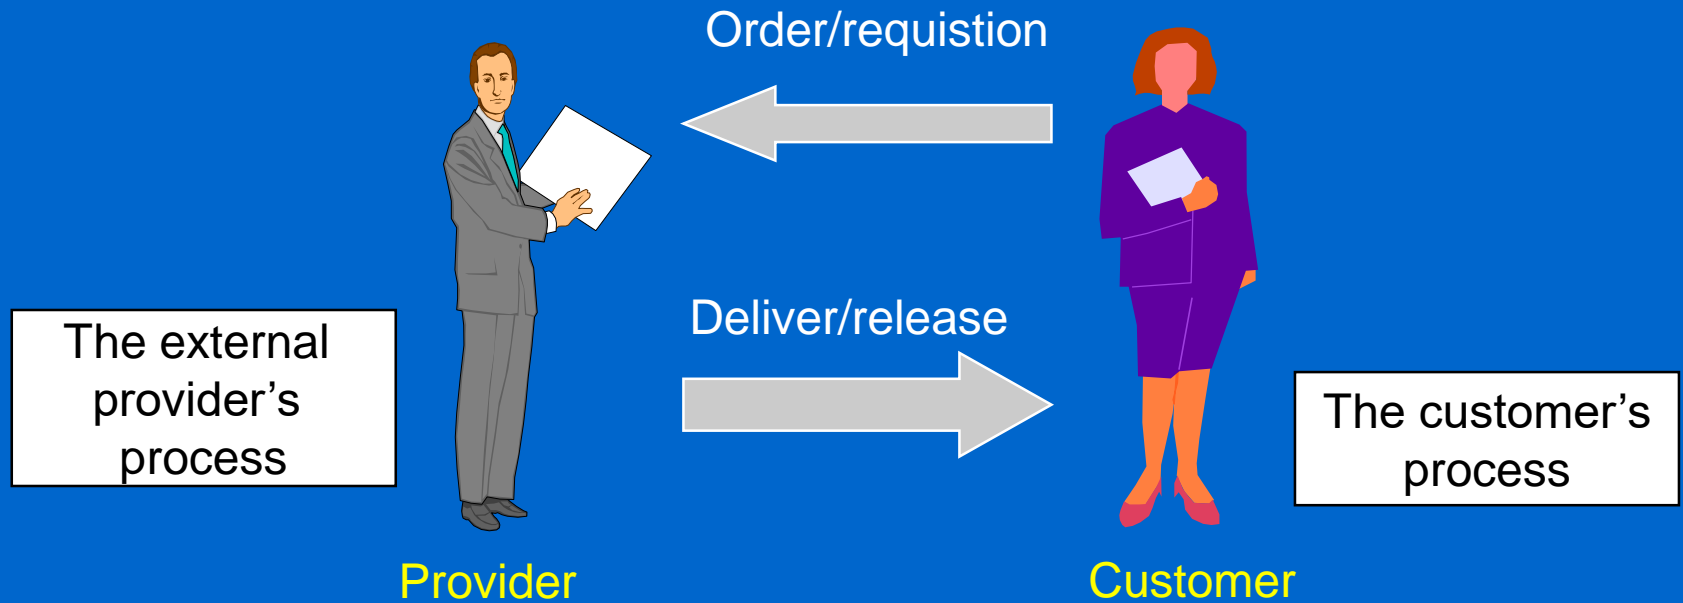 Order/requistion
Deliver/release
The external
provider’s
process
The customer’s
process
Provider
Customer